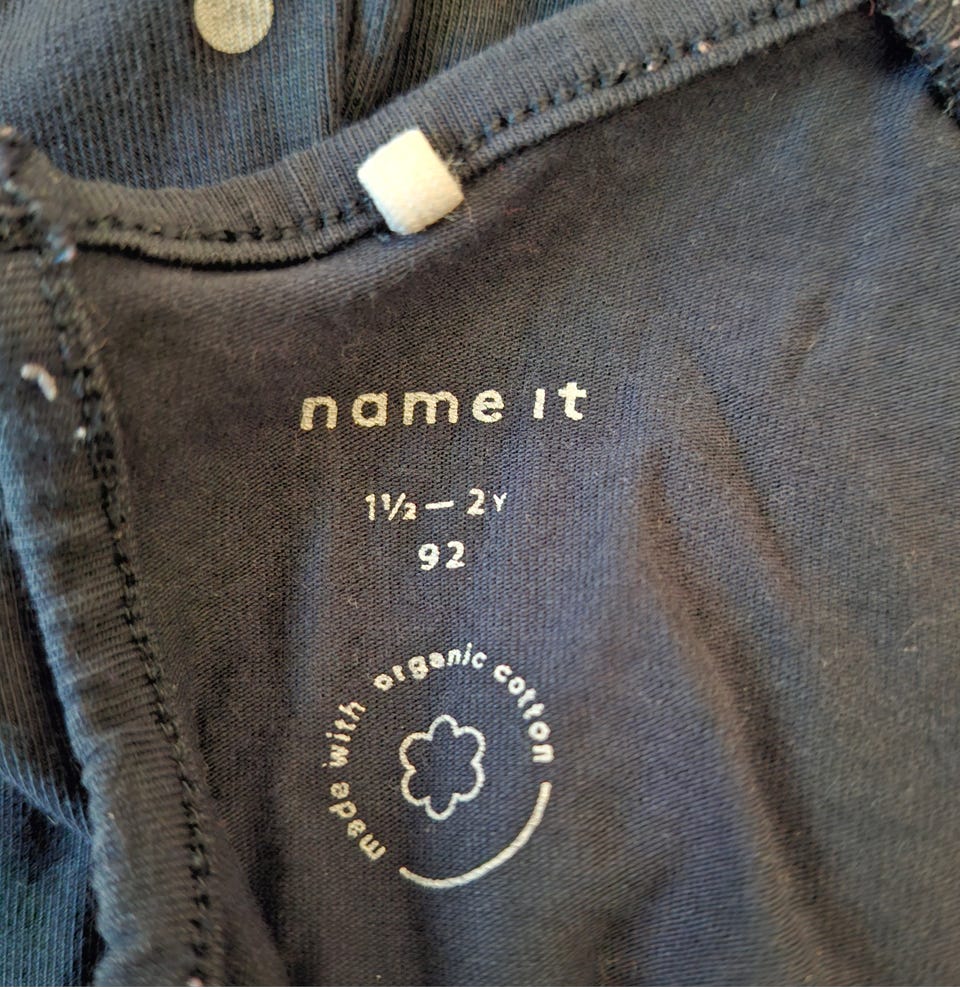 name it
1½ — 2Y
92
made with organic cotton